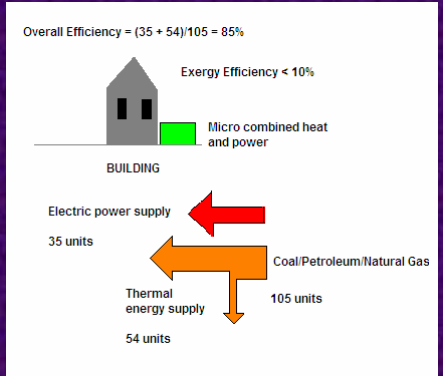 Overall Efficiency = (35 + 54)/105 = 85%
Exergy Efficiency < 10%
Micro combined heat
and power
BUILDING
Electric power supply
35 units
Coal/Petroleum/Natural Gas
105 units
Thermal
energy supply
54 units